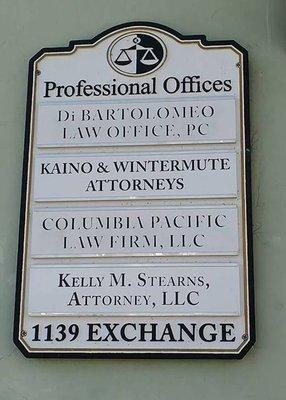 Professional Offices
Di Bartolomeo
Law Office, PC
KAINO & WINTERMUTE
ATTORNEYS
Columbia Pacific
Law Firm, LLC
Kelly M. Stearns,
Attorney, LLC
1139 EXCHANGE